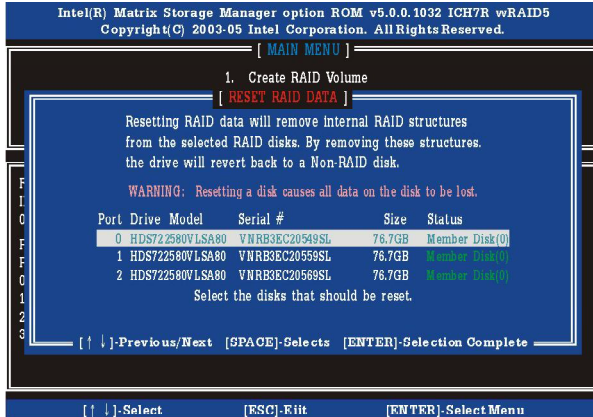 Intel(R) Matrix Storage Manager option ROM v5.0.0.1032 ICH7R wRAID5
Copyright(C) 2003-05 Intel Corporation. All Rights Reserved.
[ MAIN MENU ]
1. Create RAID Volume
[ RESET RAID DATA ]
Resetting RAID data will remove internal RAID structures
from the selected RAID disks. By removing these structures.
the drive will revert back to a Non-RAID disk.
WARNING: Resetting a disk causes all data on the disk to be lost.
Port Drive Model Serial # Size Status
0 HDS722580VLSA80 VNRB3EC20549SL 76.7GB Member Disk(0)
1 HDS722580VLSA80 VNRB3EC20559SL 76.7GB Member Disk(0)
2 HDS722580VLSA80 VNRB3EC20569SL 76.7GB Member Disk(0)
Select the disks that should be reset.
[↑ ↓]-Previous/Next [SPACE]-Selects [ENTER]-Selection Complete
[↑ ↓]-Select [ESC]-Eiit [ENTER]-Select Menu